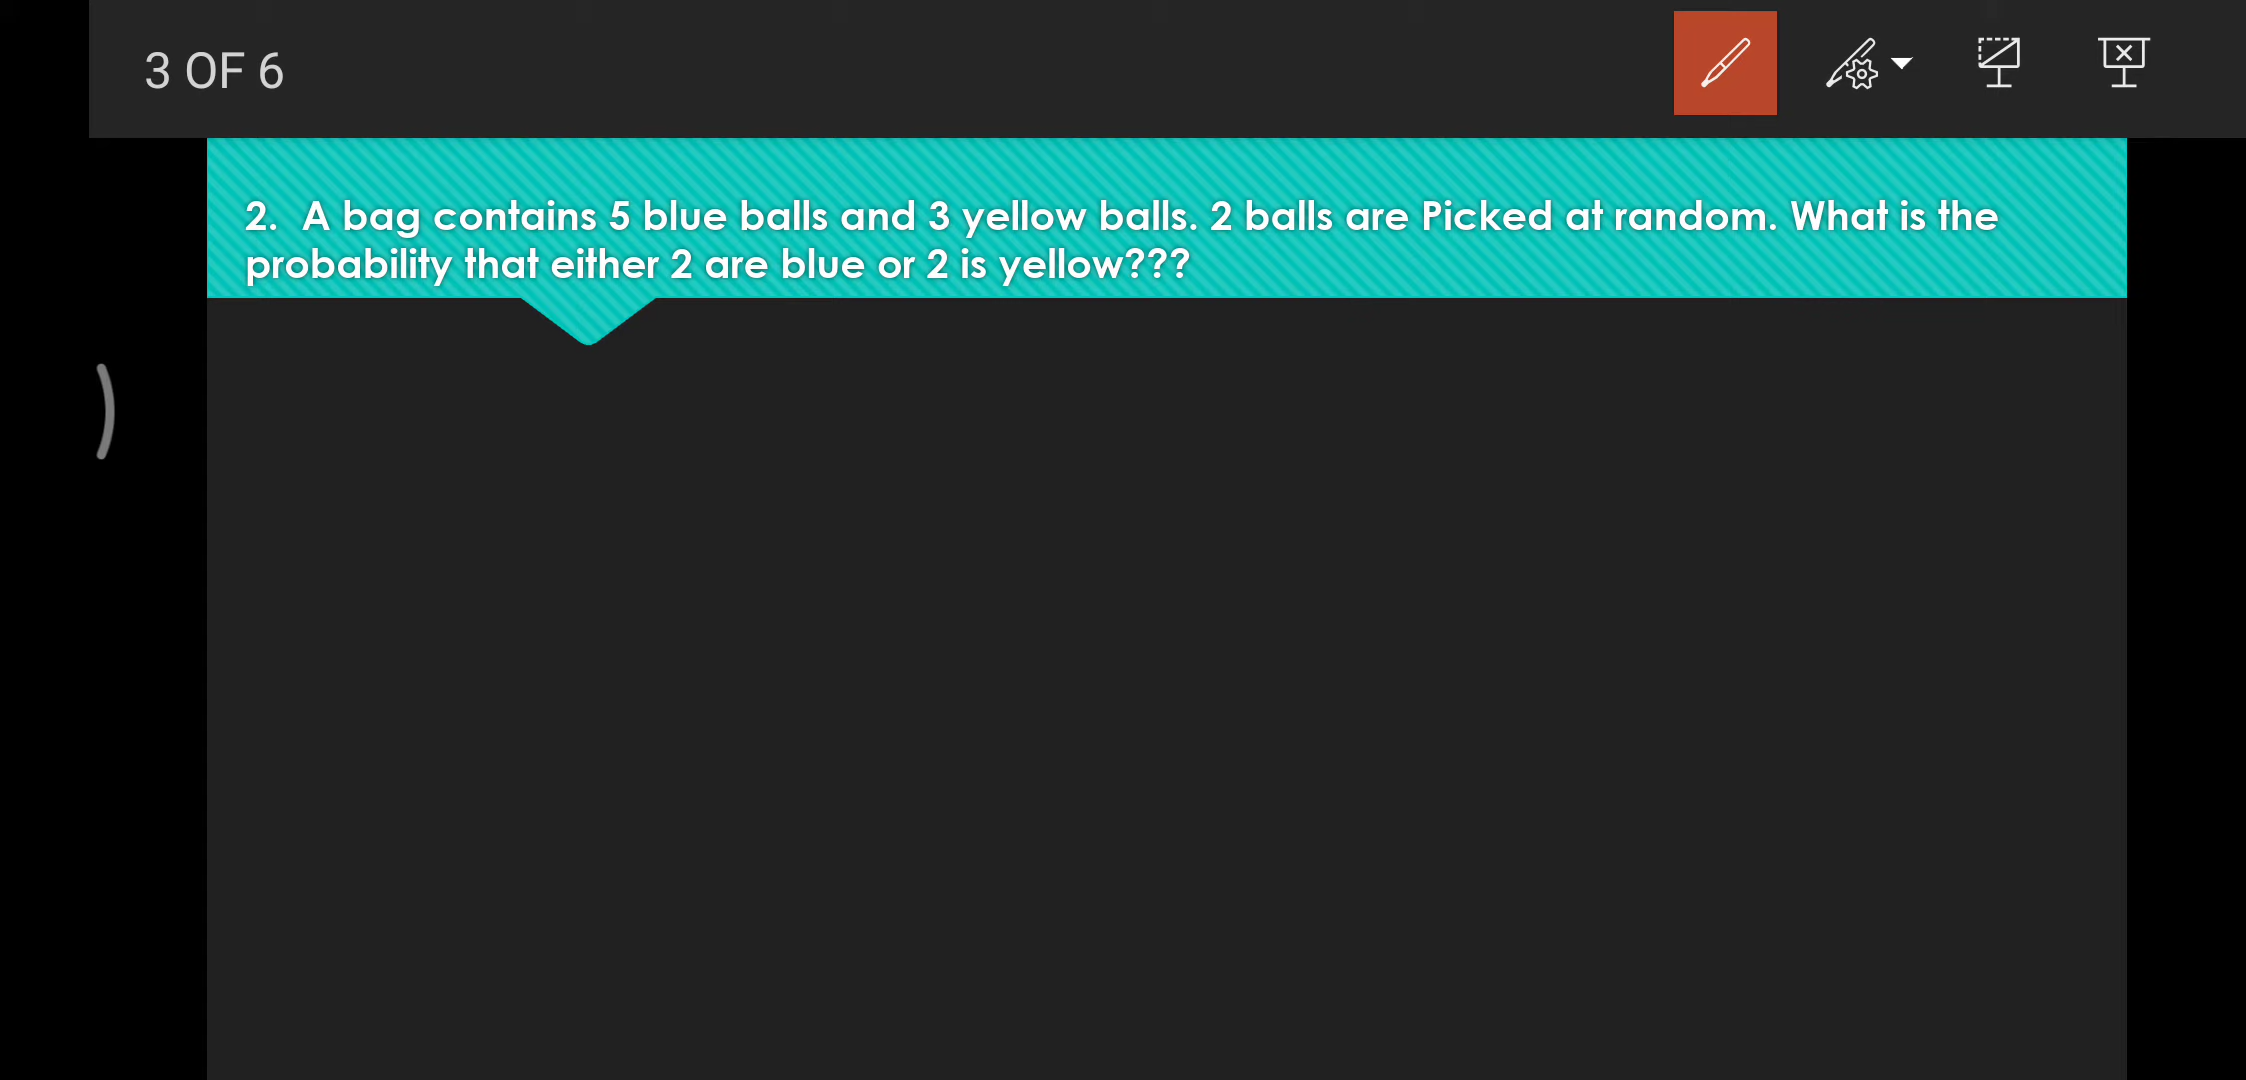 3 OF 6
2. A bag contains 5 blue balls and 3 yellow balls. 2 balls are Picked at random. What is the
probability that either 2 are blue or 2 is yellow???